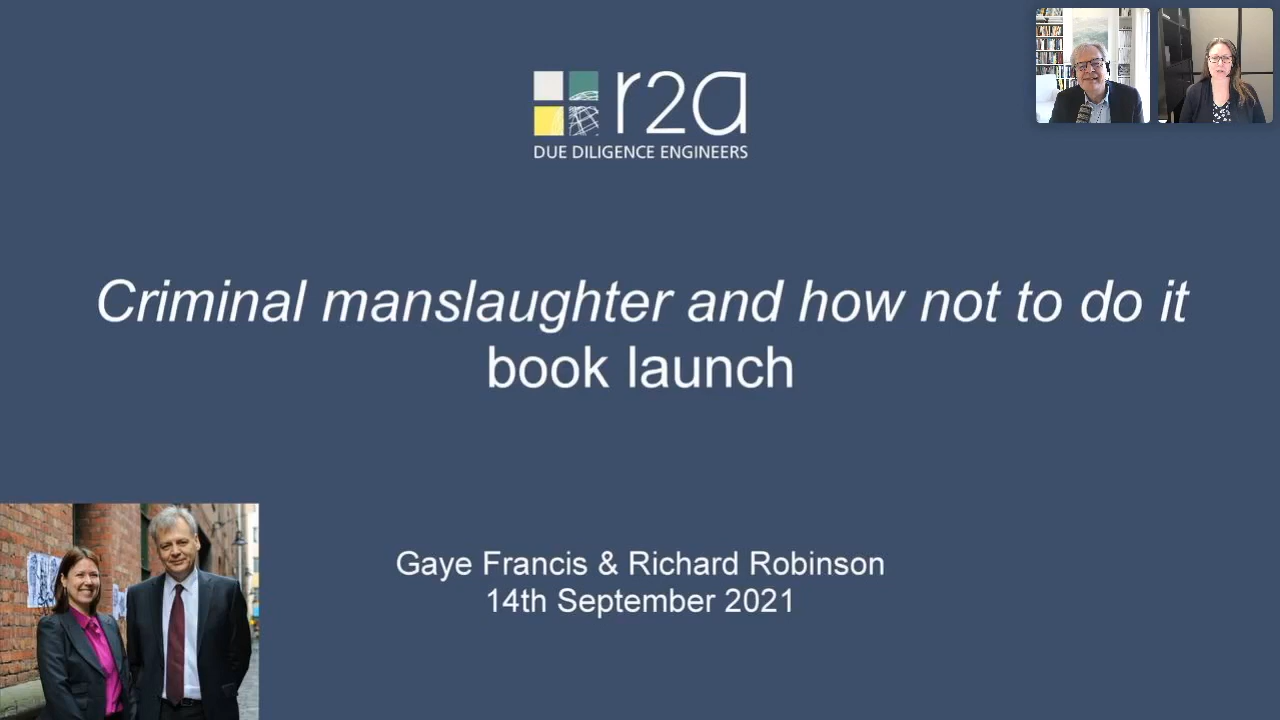 r2a
DUE DILIGENCE ENGINEERS
Criminal manslaughter and how not to do it
book launch
Gaye Francis & Richard Robinson
14th September 2021